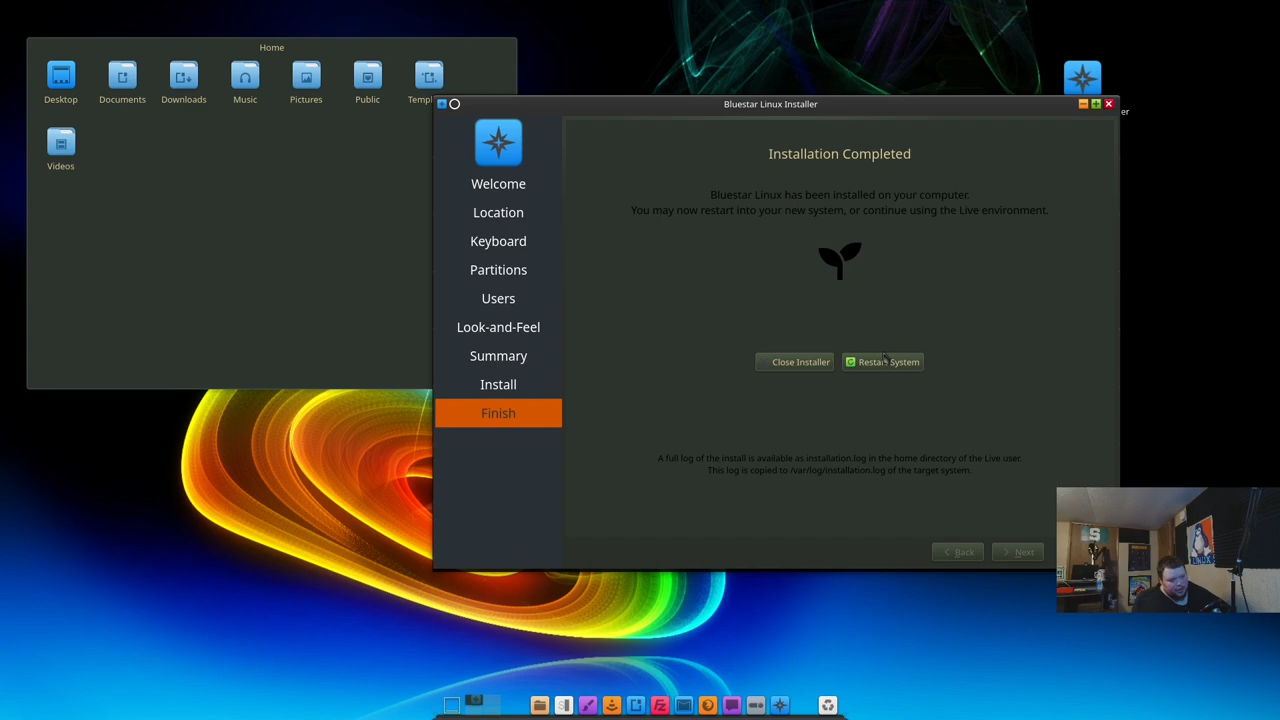 Home
Desktop
Documents
Downloads
Music
Pictures
Public
Videos
er
Bluestar Linux Installer
Welcome
Location
Keyboard
Partitions
Users
Look-and-Feel
Summary
Install
Finish
Installation Completed
Bluestar Linux has been installed on your computer.
You may now restart into your new system, or continue using the Live environment.
Close Installer
Restart System
A full log of the install is available as installation.log in the home directory of the Live user.
This log is copied to /var/log/installation.log of the target system.
Back
Next